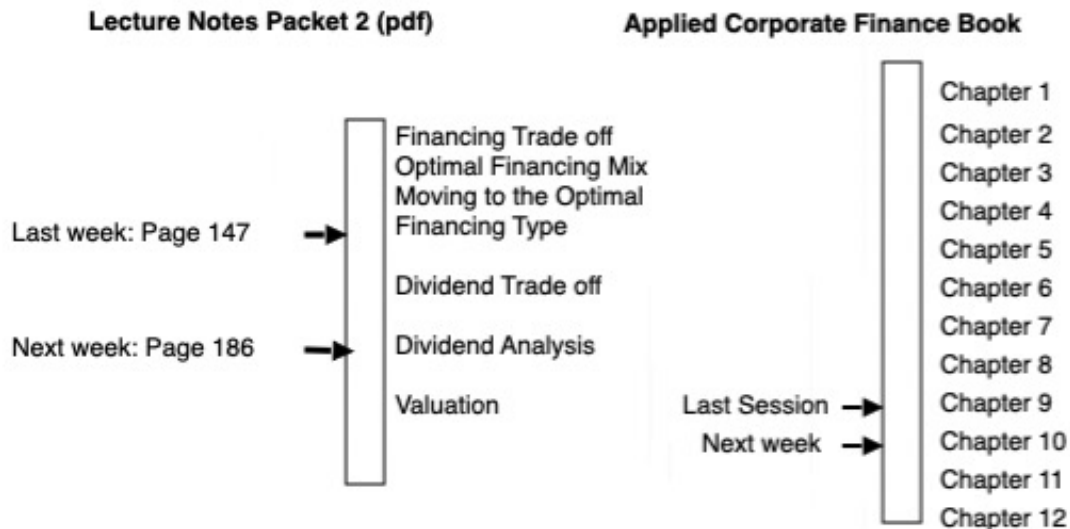 Lecture Notes Packet 2 (pdf)
Financing Trade off
Optimal Financing Mix
Moving to the Optimal
Last week: Page 147
Financing Type
Dividend Trade off
Next week: Page 186
Dividend Analysis
Valuation
Applied Corporate Finance Book
Chapter 1
Chapter 2
Chapter 3
Chapter 4
Chapter 5
Chapter 6
Chapter 7
Chapter 8
Last Session
Chapter 9
Next week
Chapter 10
Chapter 11
Chapter 12